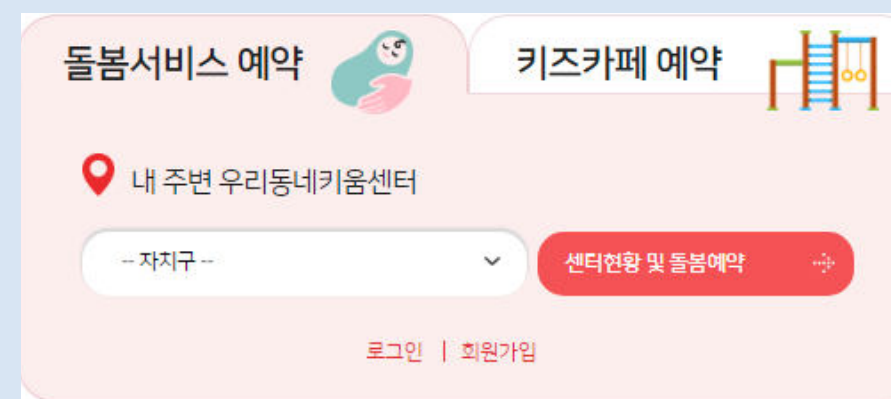 돌봄서비스 예약
키즈카페 예약
내 주변 우리동네키움센터
-- 자치구 --
센터현황 및 돌봄예약
로그인 | 회원가입